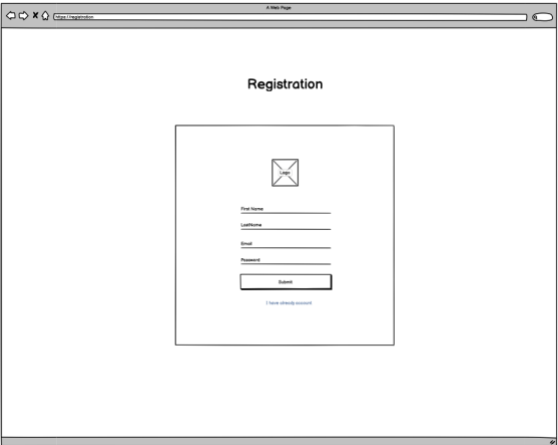 A Web Page
https://registration
Registration
Logo
First Name
LastName
Email
Password
Submit
I have already account